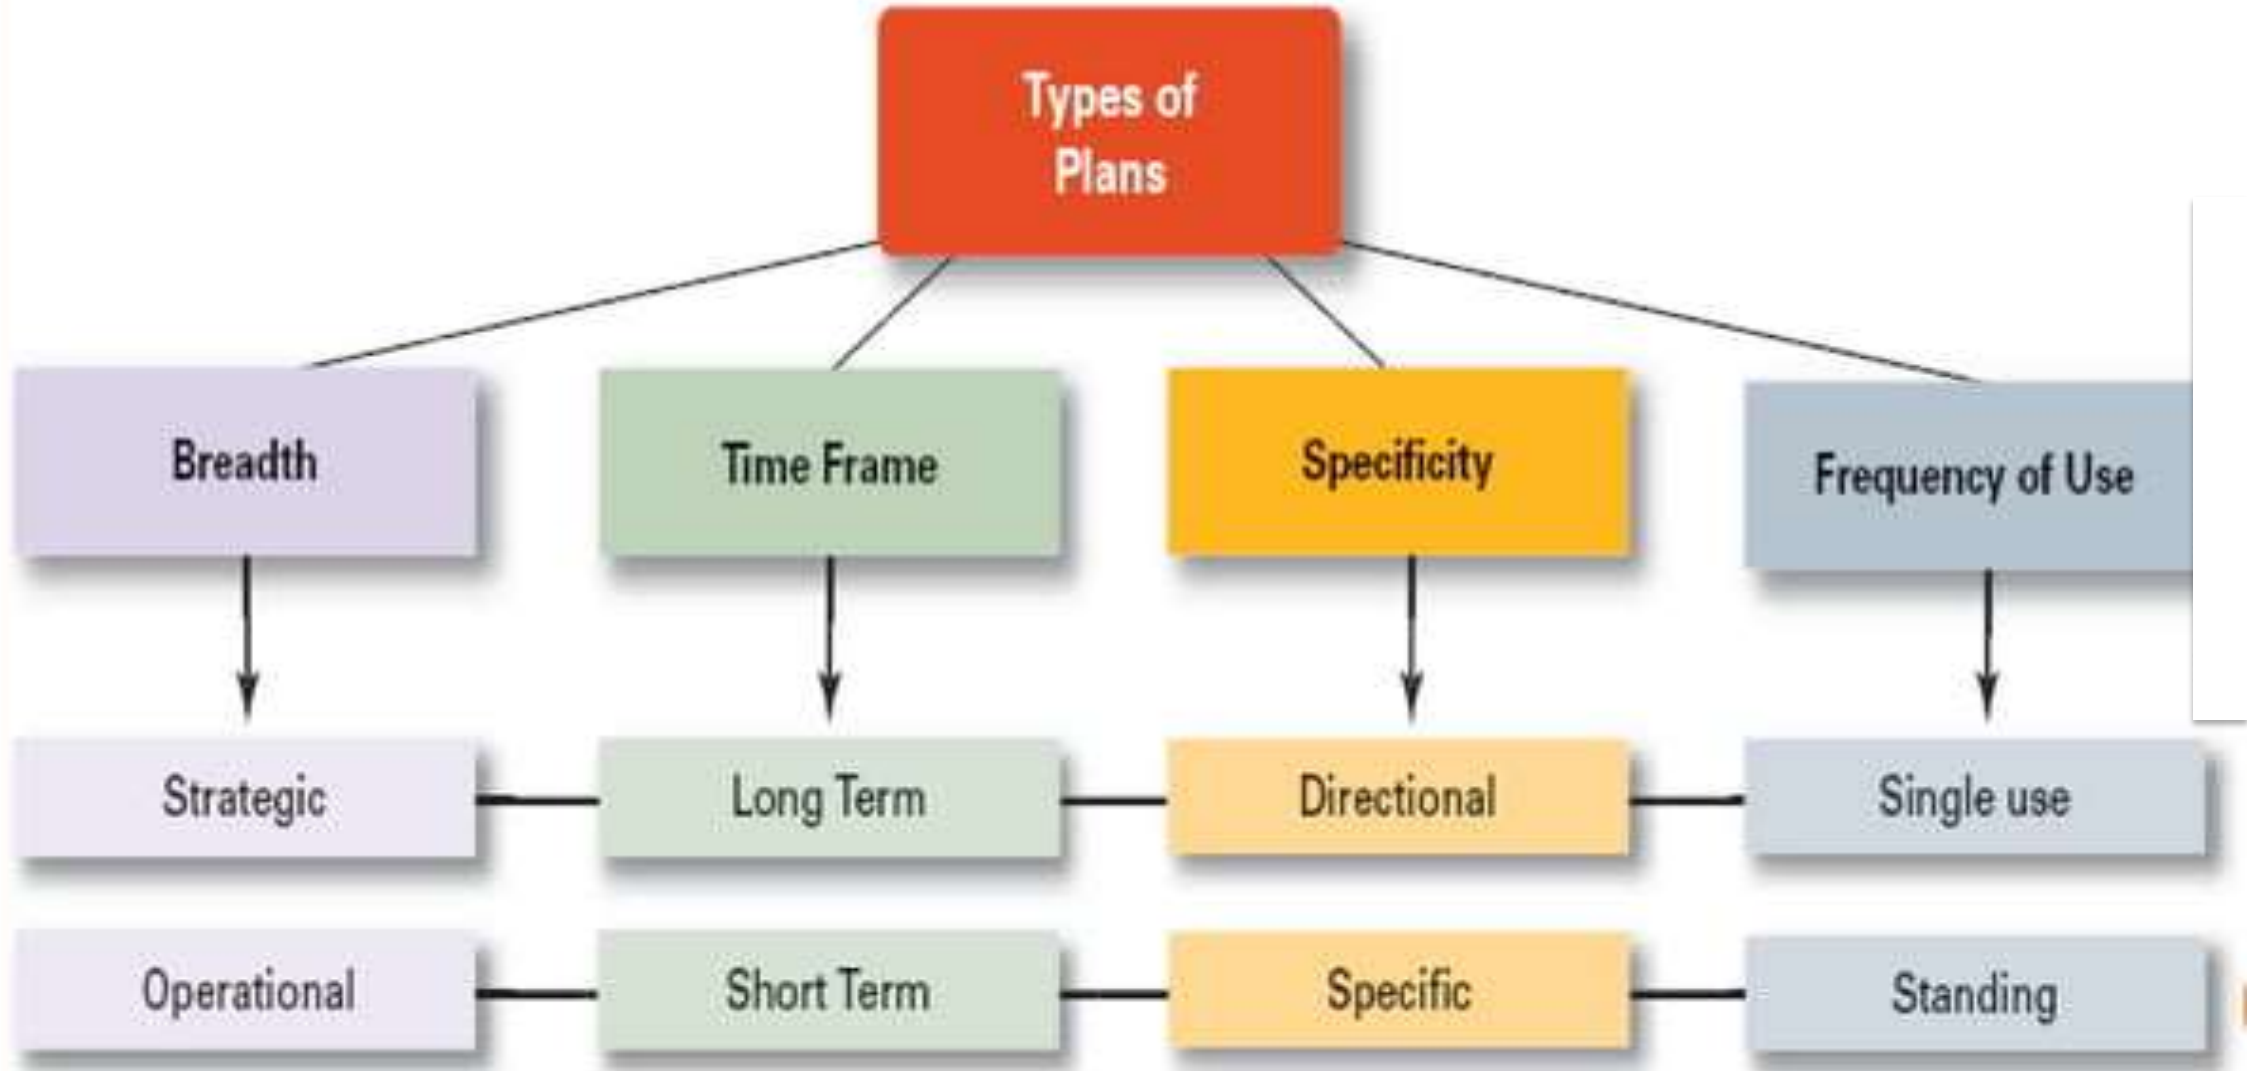 Types of
Plans
Breadth
Time Frame
Specificity
Frequency of Use
Strategic
Long Term
Directional
Single use
Operational
Short Term
Specific
Standing